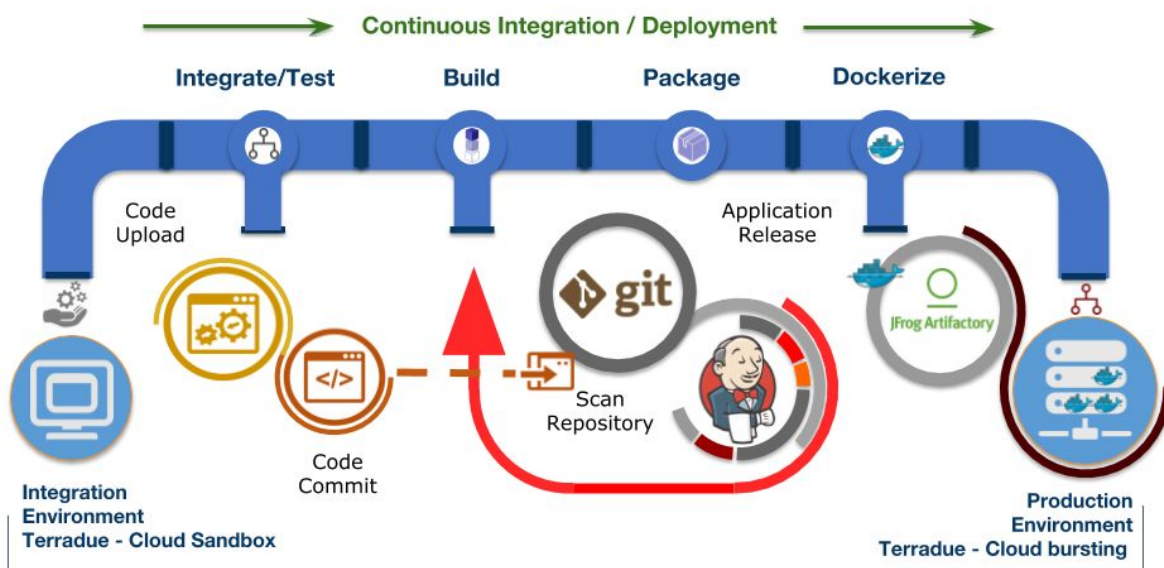 Continuous Integration / Deployment
Integrate/Test
Build
Package
Dockerize
Code
Upload
Application
Release
git
JFrog Artifactory
</>
Scan
Repository
Code
Commit
Integration
Environment
Terradue - Cloud Sandbox
Production
Environment
Terradue - Cloud bursting